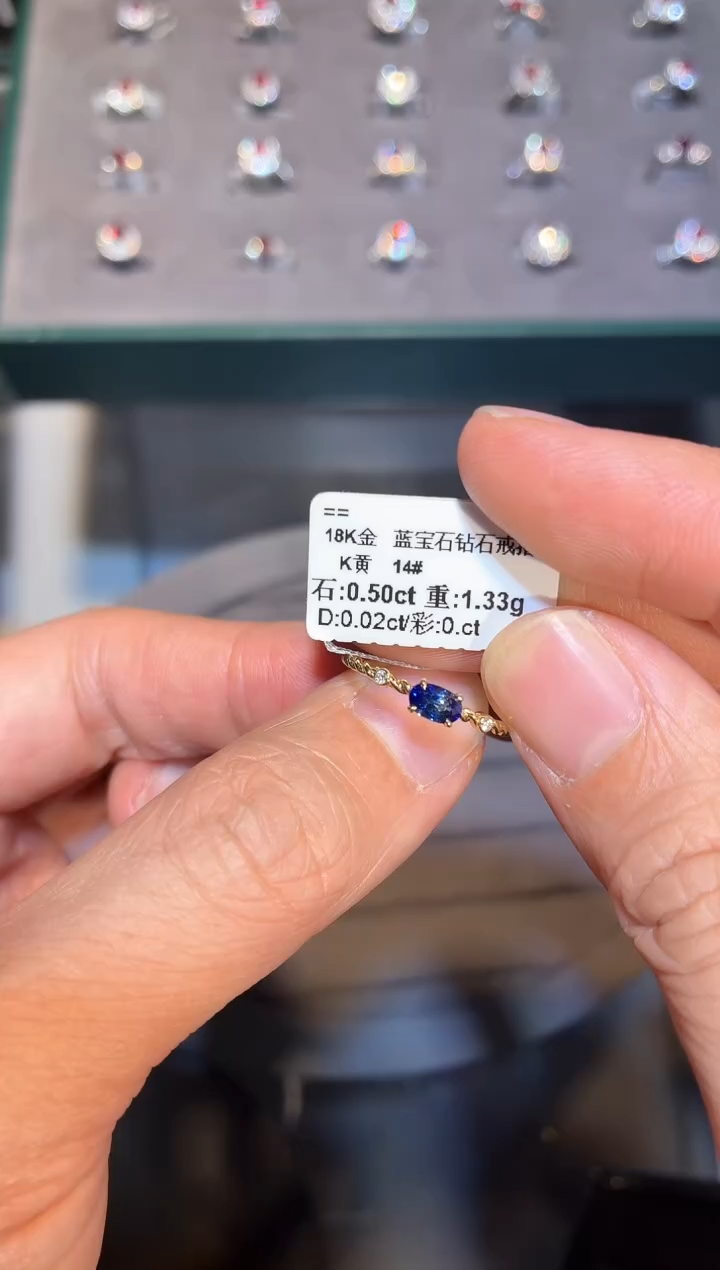 ==
18K金 蓝宝石钻石戒指
K黄 14#
石:0.50ct 重:1.33g
D:0.02ct/彩:0.ct